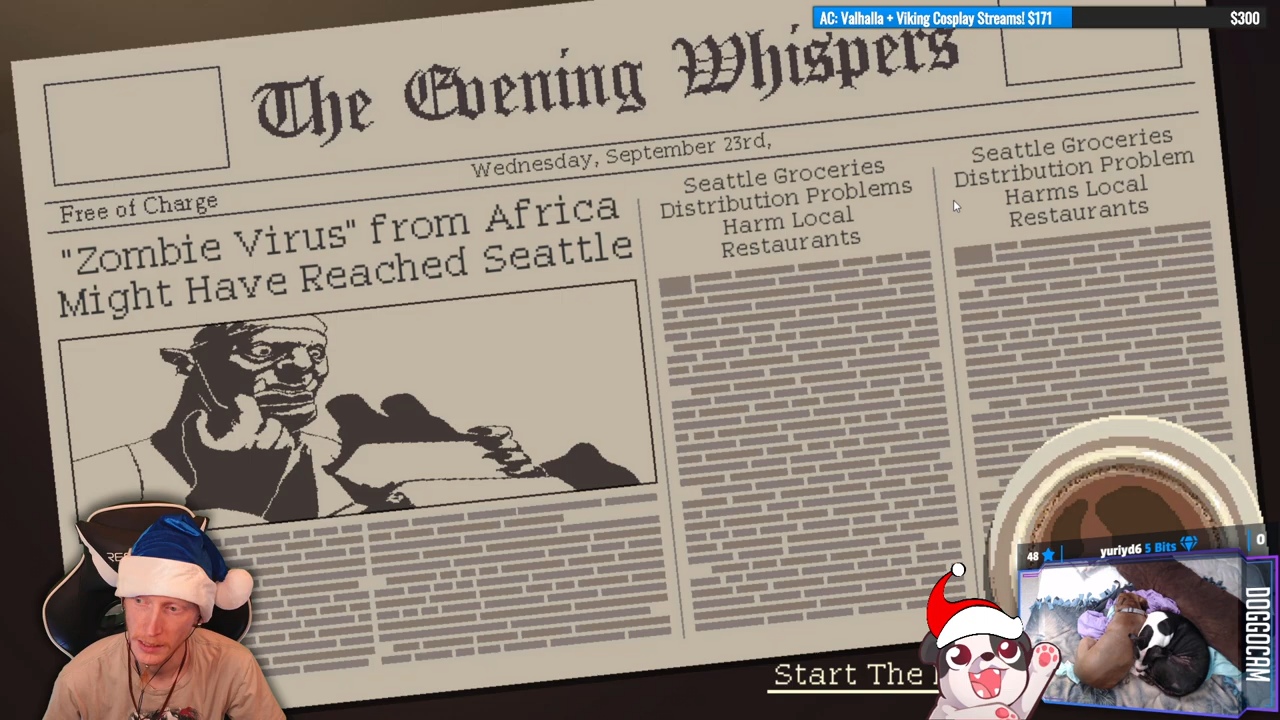 AC: Valhalla + Viking Cosplay Streams! $171
$300
The Evening Whispers
Wednesday, September 23rd,
Free of Charge
"Zombie Virus" from Africa
Might Have Reached Seattle
Seattle Groceries
Distribution Problems
Harm Local
Restaurants
Seattle Groceries
Distribution Problem
Harms Local
Restaurants
Start The
48
yuriyd6 5 Bits
0
DOGGOCAM